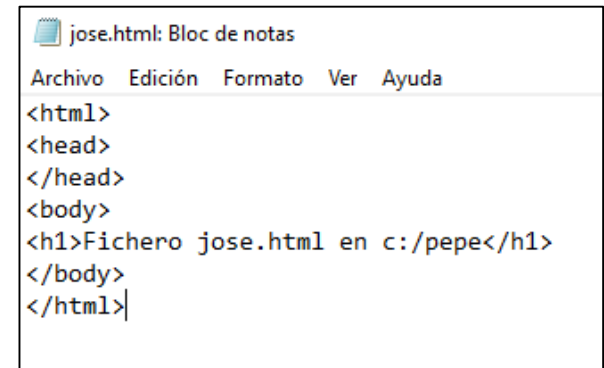 jose.html: Bloc de notas
Archivo Edición Formato Ver Ayuda
<html>
<head>
</head>
<body>
<h1>Fichero jose.html en c:/pepe</h1>
</body>
</html>